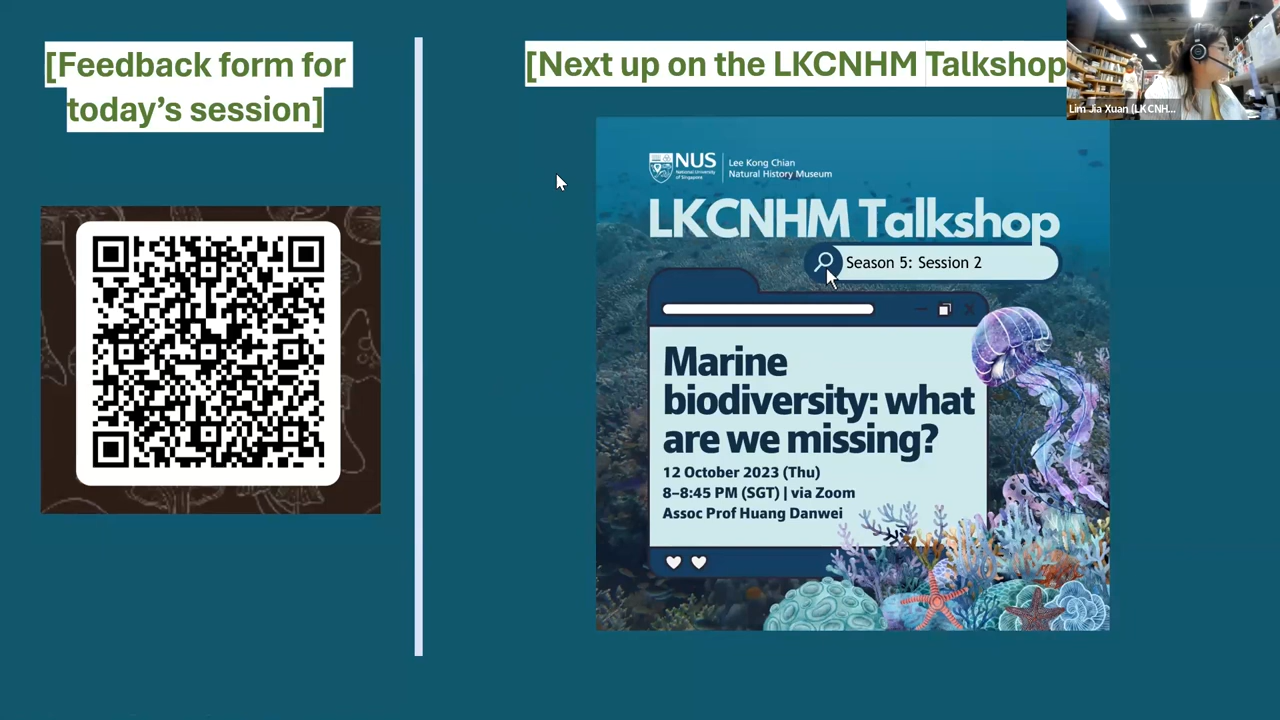 [Feedback form for
today's session]
[Next up on the LKCNHM Talkshop
Lim Jia Xuan (LKCNH...
NUS
National University
of Singapore
Lee Kong Chian
Natural History Museum
LKCNHM Talkshop
Season 5: Session 2
Marine
biodiversity: what
are we missing?
12 October 2023 (Thu)
8–8:45 PM (SGT) | via Zoom
Assoc Prof Huang Danwei